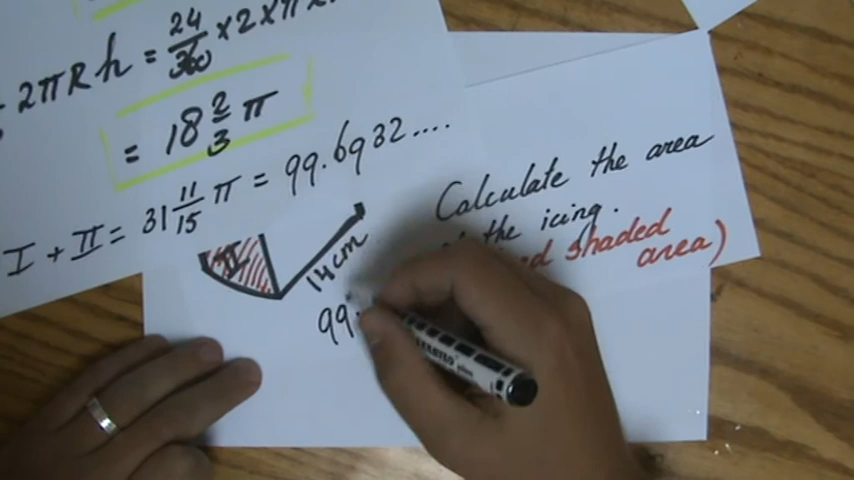 2πRh = 24/360 x 2 x π
= 18 2/3 π
I + II = 31 11/15 π = 99.6932....
Calculate the area
the icing.
shaded
area)
II
14cm
99.